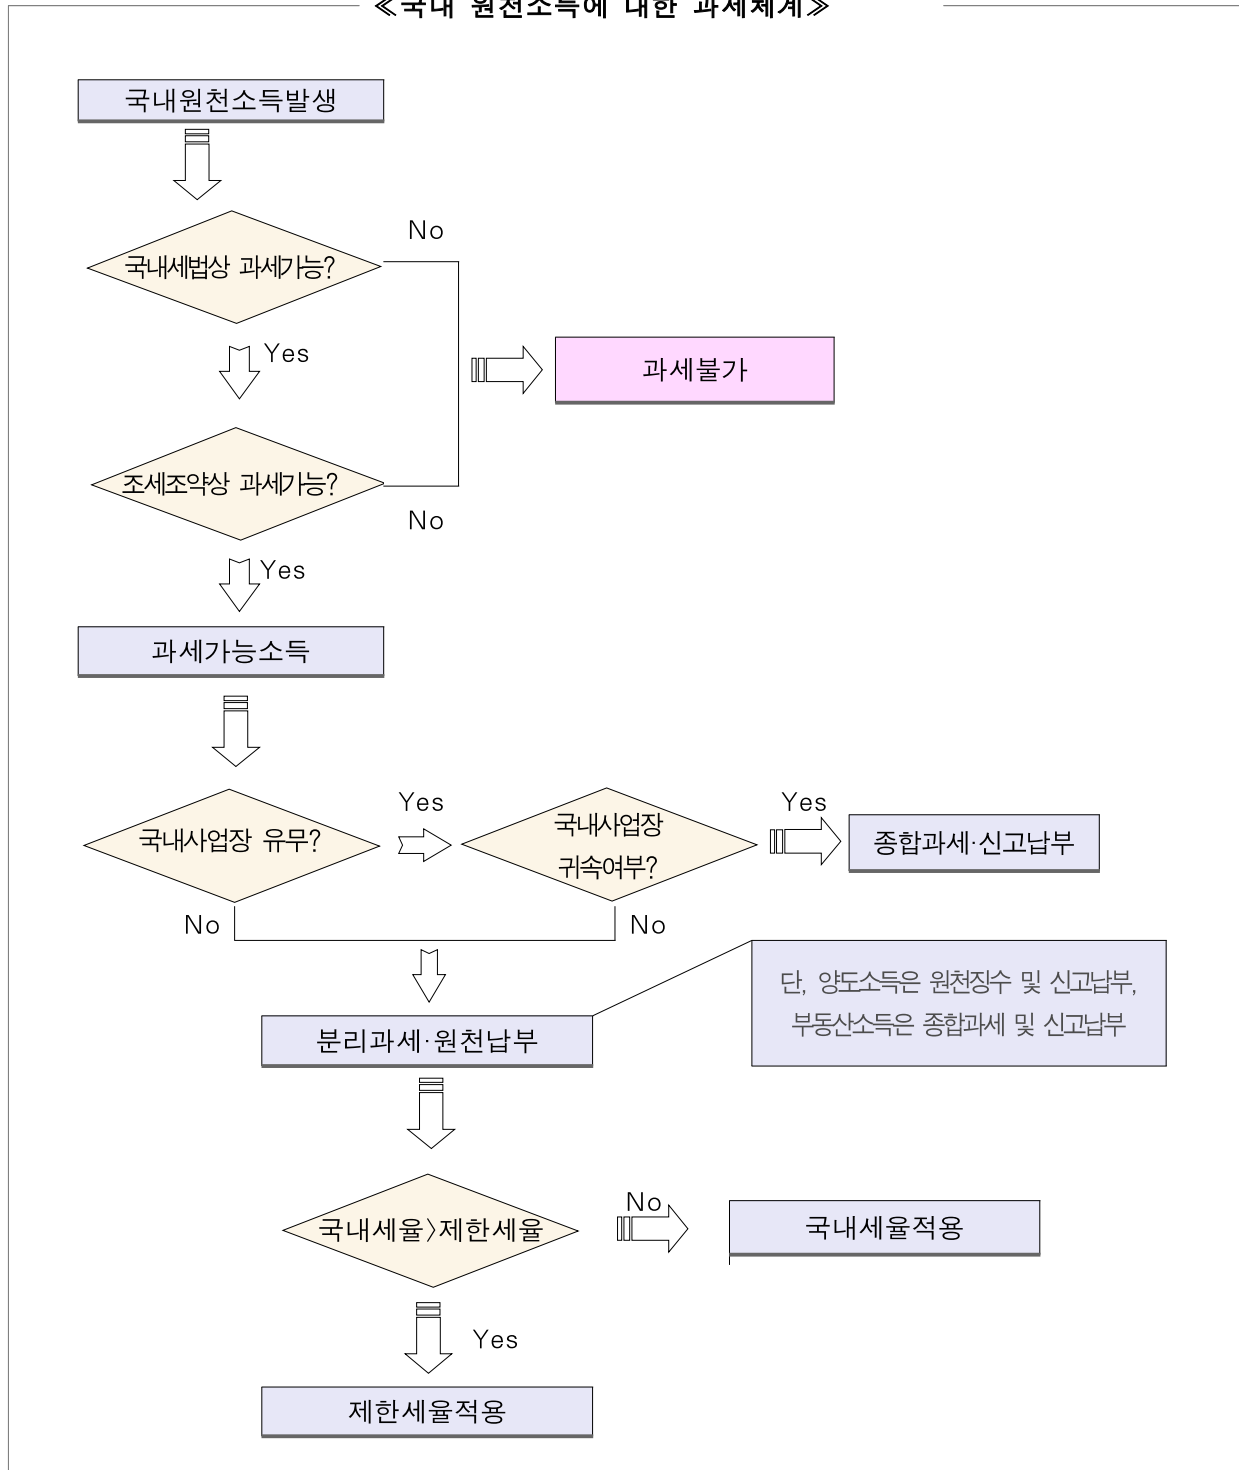 ≪국내 원천소득에 대한 과세체계≫
국내원천소득발생
No
국내세법상 과세가능?
Yes
과세불가
조세조약상 과세가능?
No
Yes
과세가능소득
Yes
Yes
국내사업장 유무?
국내사업장
귀속여부?
종합과세·신고납부
No
No
단, 양도소득은 원천징수 및 신고납부,
부동산소득은 종합과세 및 신고납부
분리과세·원천납부
No
국내세율〉제한세율
국내세율적용
Yes
제한세율적용